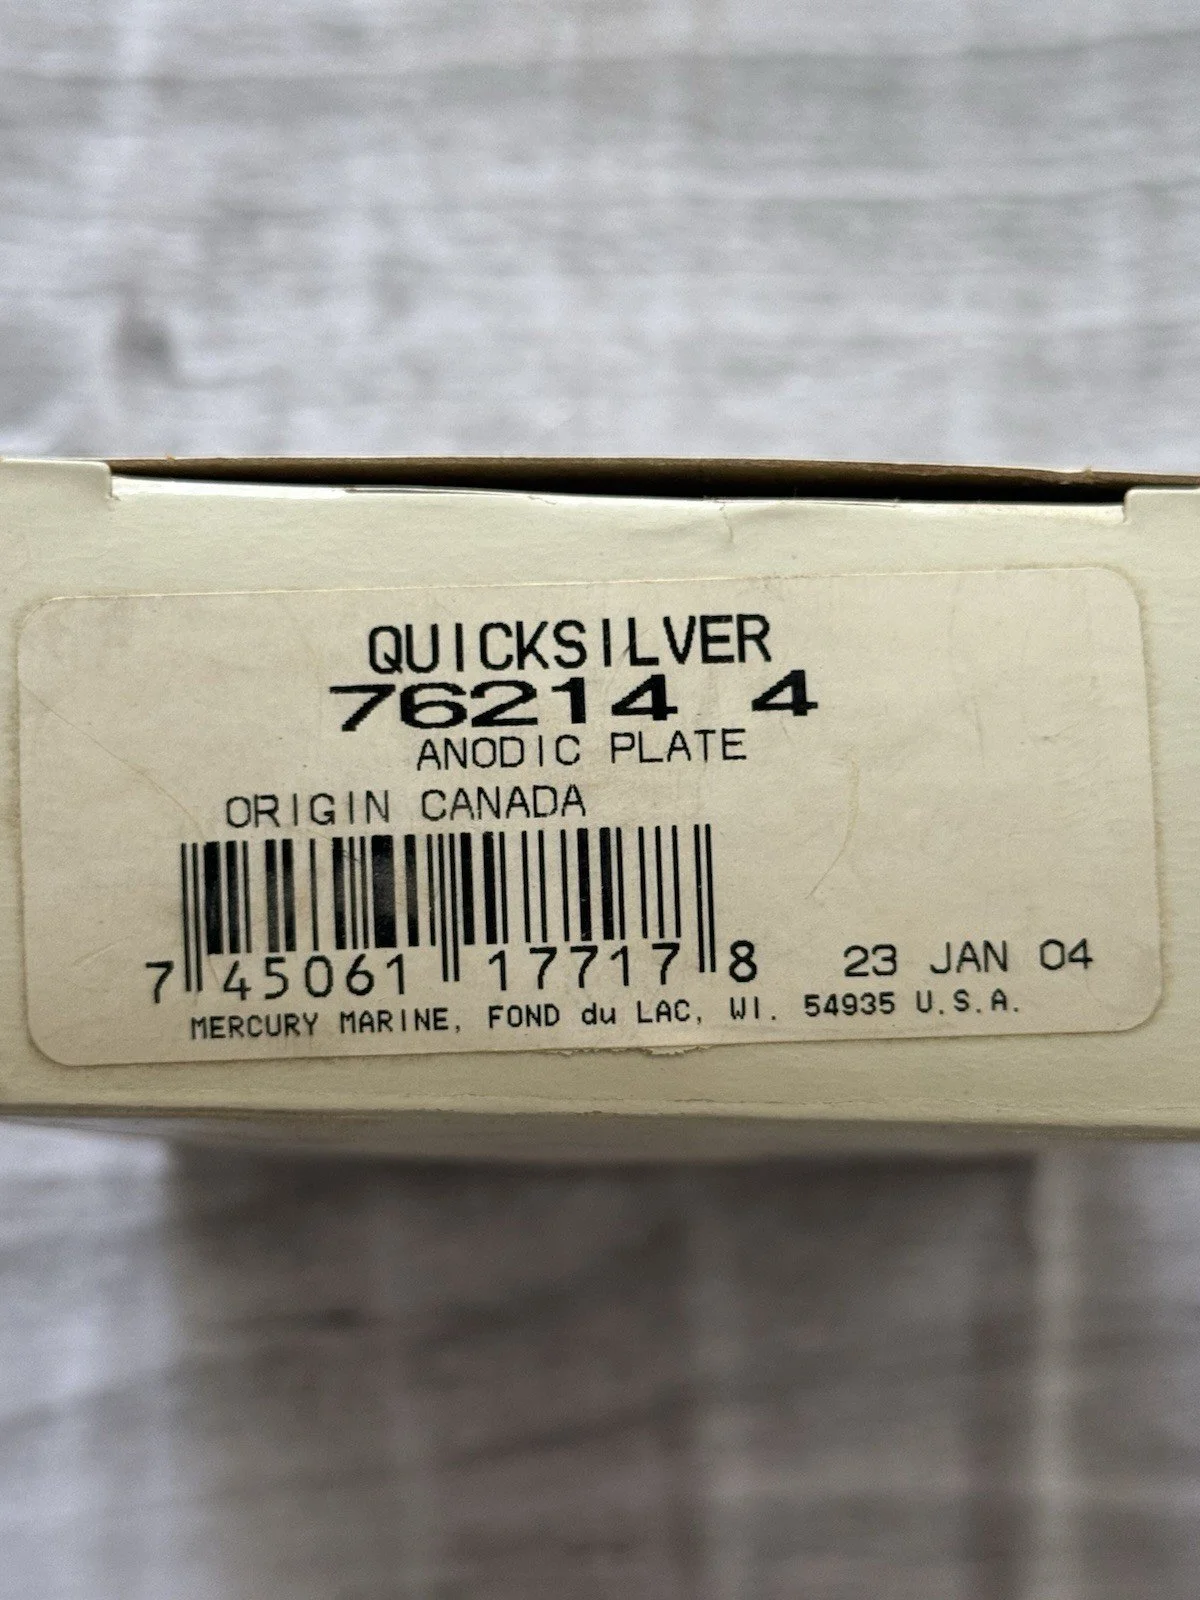 QUICKSILVER
76214 4
ANODIC PLATE
ORIGIN CANADA
7 45061 17717 8 23 JAN 04
MERCURY MARINE, FOND du LAC, WI. 54935 U.S.A.